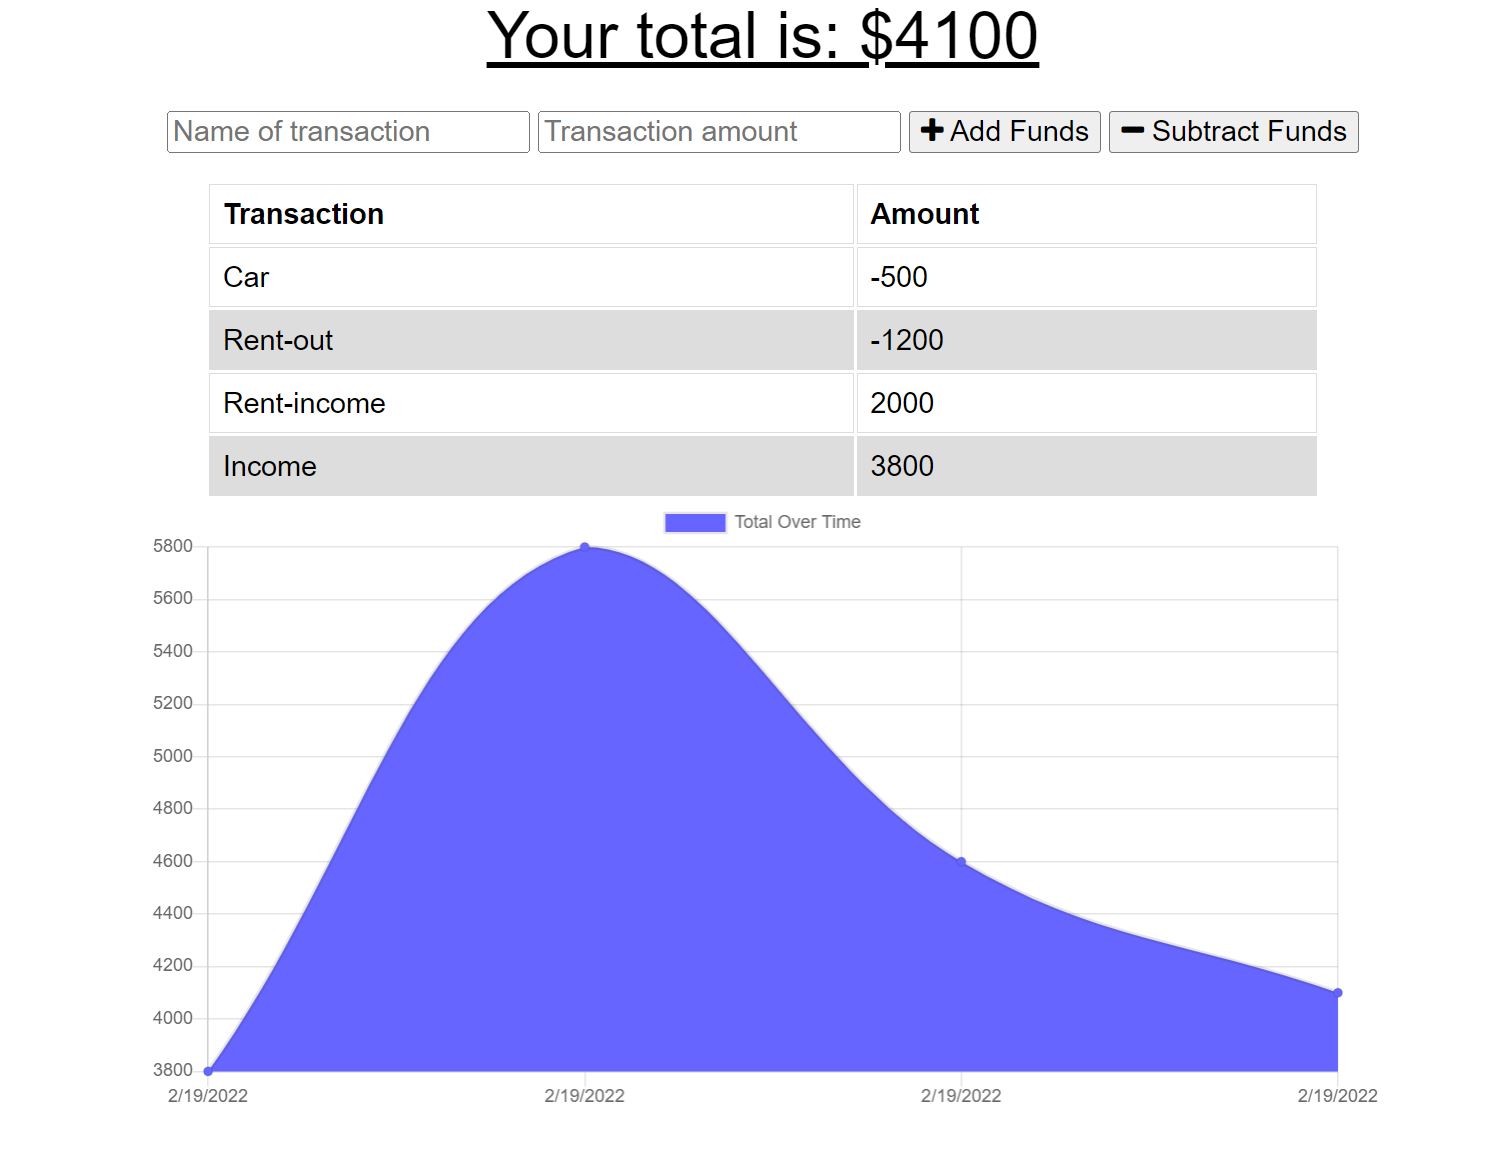 Your total is: $4100
Name of transaction Transaction amount Add Funds Subtract Funds
Transaction Amount
Car -500
Rent-out -1200
Rent-income 2000
Income 3800
Total Over Time
5800
5600
5400
5200
5000
4800
4600
4400
4200
4000
3800
2/19/2022 2/19/2022 2/19/2022 2/19/2022